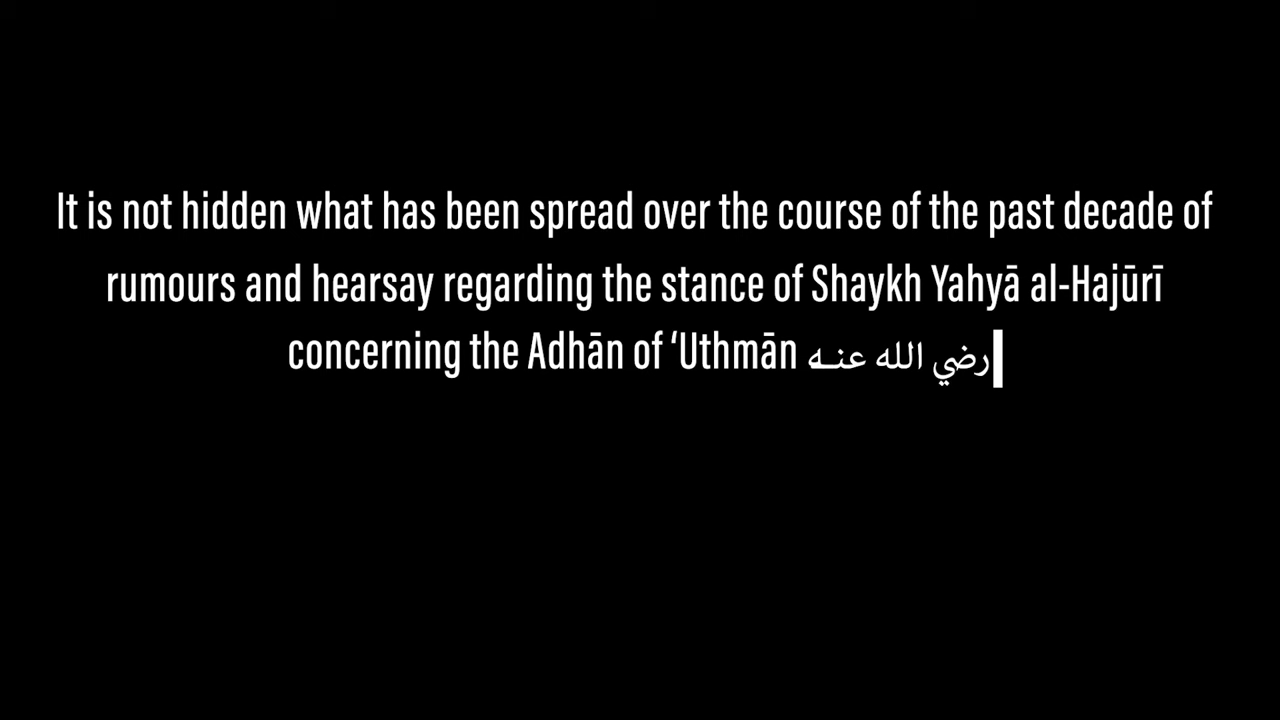 It is not hidden what has been spread over the course of the past decade of
rumours and hearsay regarding the stance of Shaykh Yahyā al-Hajūrī
concerning the Adhān of ‘Uthmān رضي الله عنـه